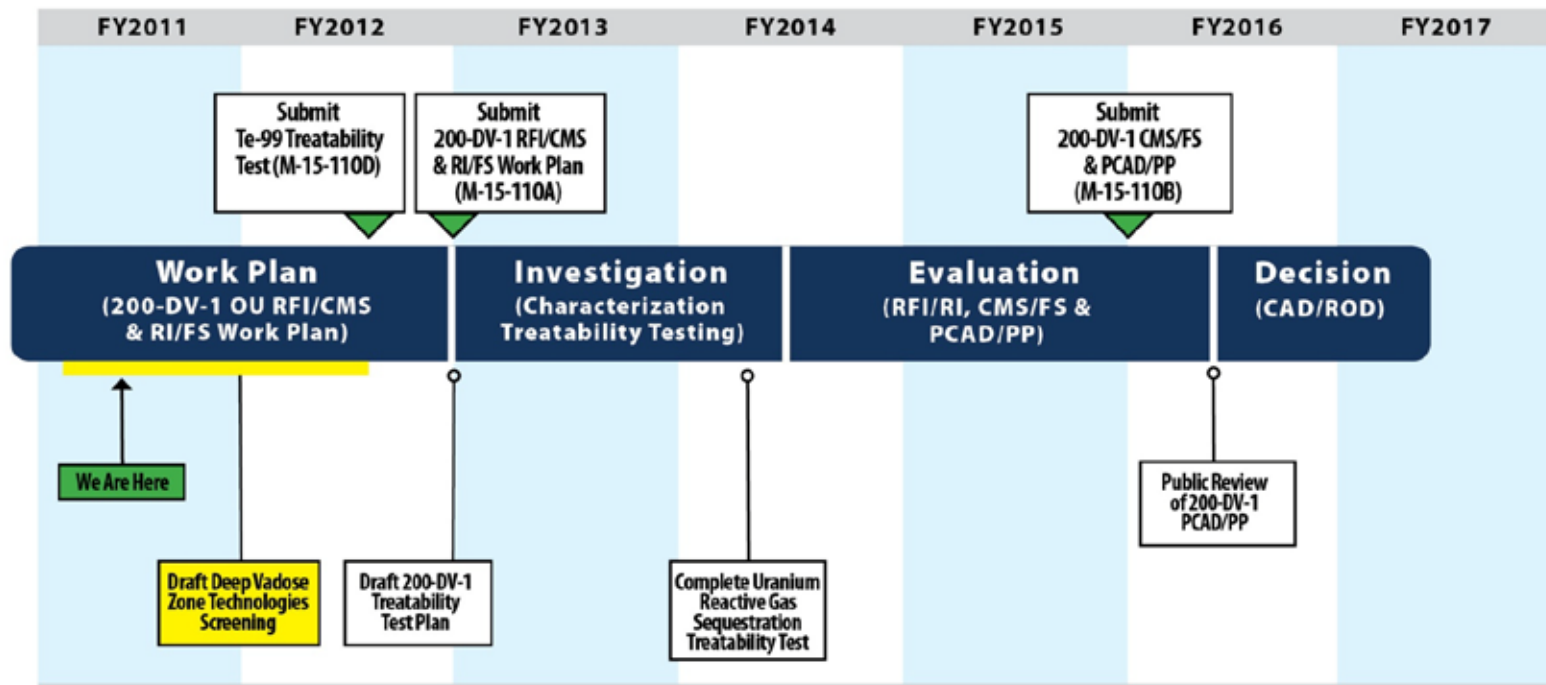 FY2011 FY2012 FY2013 FY2014 FY2015 FY2016 FY2017
Submit
Te-99 Treatability
Test (M-15-110D)
Submit
200-DV-1 RFI/CMS
& RI/FS Work Plan
(M-15-110A)
Submit
200-DV-1 CMS/FS
& PCAD/PP
(M-15-110B)
Work Plan
(200-DV-1 OU RFI/CMS
& RI/FS Work Plan)
Investigation
(Characterization
Treatability Testing)
Evaluation
(RFI/RI, CMS/FS &
PCAD/PP)
Decision
(CAD/ROD)
We Are Here
Draft Deep Vadose
Zone Technologies
Screening
Draft 200-DV-1
Treatability
Test Plan
Complete Uranium
Reactive Gas
Sequestration
Treatability Test
Public Review
of 200-DV-1
PCAD/PP